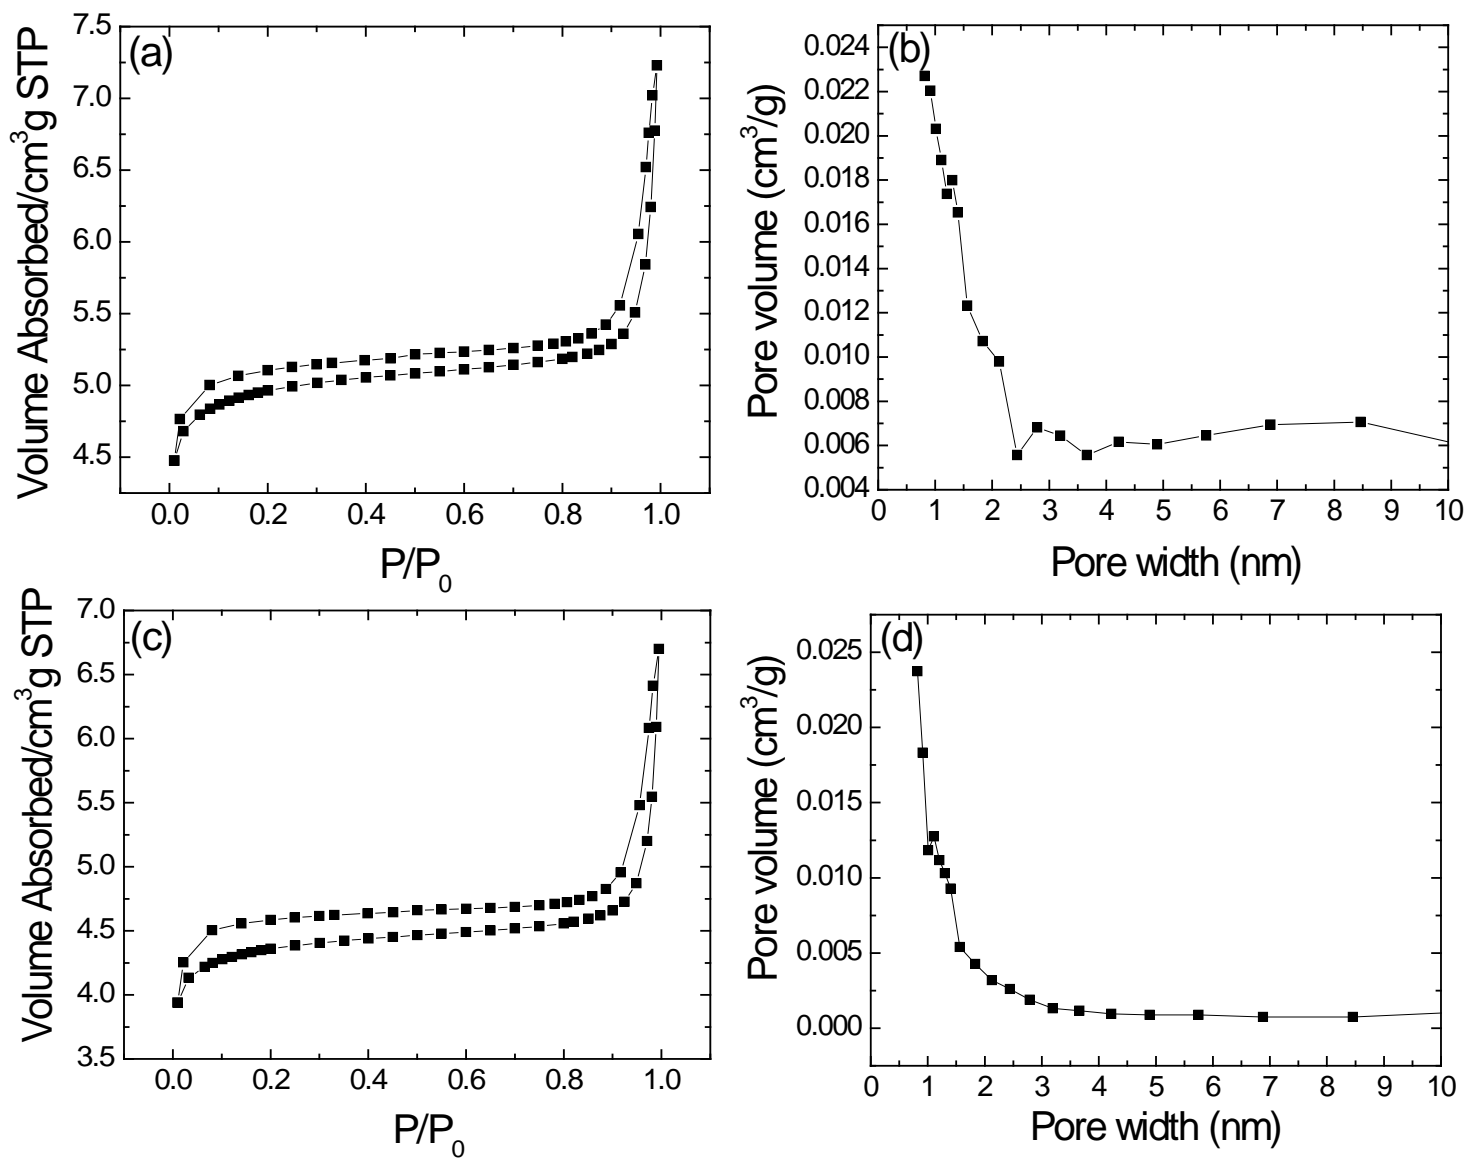 (a)
Volume Absorbed/cm³g STP
7.5
7.0
6.5
6.0
5.5
5.0
4.5
0.0 0.2 0.4 0.6 0.8 1.0
P/P₀
(b)
Pore volume (cm³/g)
0.024
0.022
0.020
0.018
0.016
0.014
0.012
0.010
0.008
0.006
0.004
0 1 2 3 4 5 6 7 8 9 10
Pore width (nm)
(c)
Volume Absorbed/cm³g STP
7.0
6.5
6.0
5.5
5.0
4.5
4.0
3.5
0.0 0.2 0.4 0.6 0.8 1.0
P/P₀
(d)
Pore volume (cm³/g)
0.025
0.020
0.015
0.010
0.005
0.000
0 1 2 3 4 5 6 7 8 9 10
Pore width (nm)